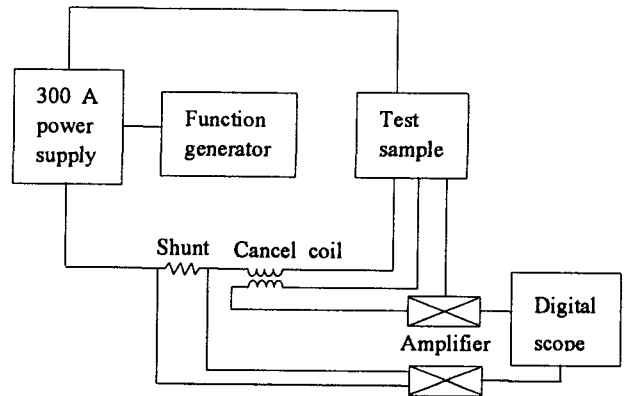 300 A
power
supply
Function
generator
Test
sample
Shunt
Cancel coil
Amplifier
Digital
scope